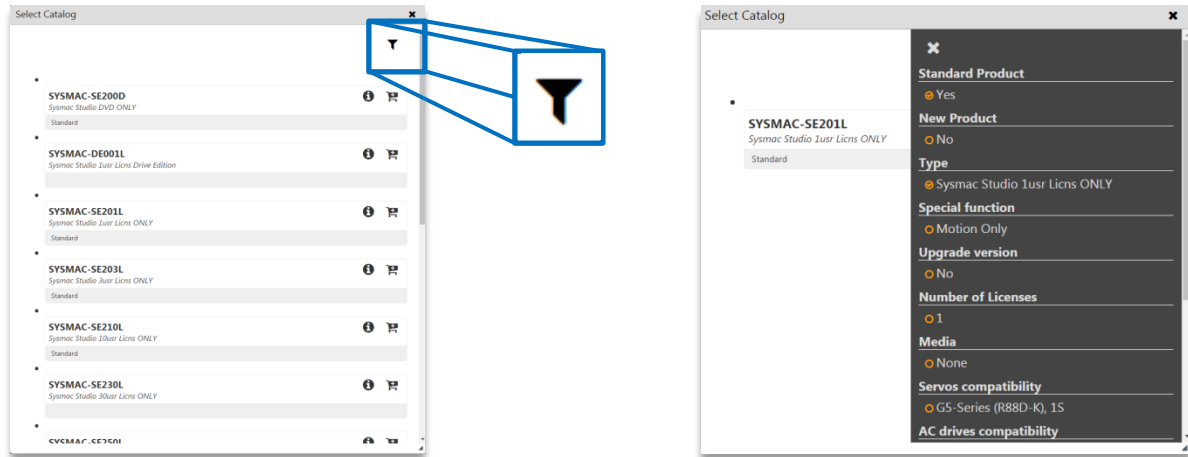 Select Catalog
SYSMAC-SE200D
Sysmac Studio DVD ONLY
Standard
SYSMAC-DE001L
Sysmac Studio 1usr Licns Drive Edition
SYSMAC-SE201L
Sysmac Studio 1usr Licns ONLY
Standard
SYSMAC-SE203L
Sysmac Studio 3usr Licns ONLY
Standard
SYSMAC-SE210L
Sysmac Studio 10usr Licns ONLY
Standard
SYSMAC-SE230L
Sysmac Studio 30usr Licns ONLY
SYSMAC-SE250L
Select Catalog
SYSMAC-SE201L
Sysmac Studio 1usr Licns ONLY
Standard
Standard Product
Yes
New Product
No
Type
Sysmac Studio 1usr Licns ONLY
Special function
Motion Only
Upgrade version
No
Number of Licenses
1
Media
None
Servos compatibility
G5-Series (R88D-K), 1S
AC drives compatibility